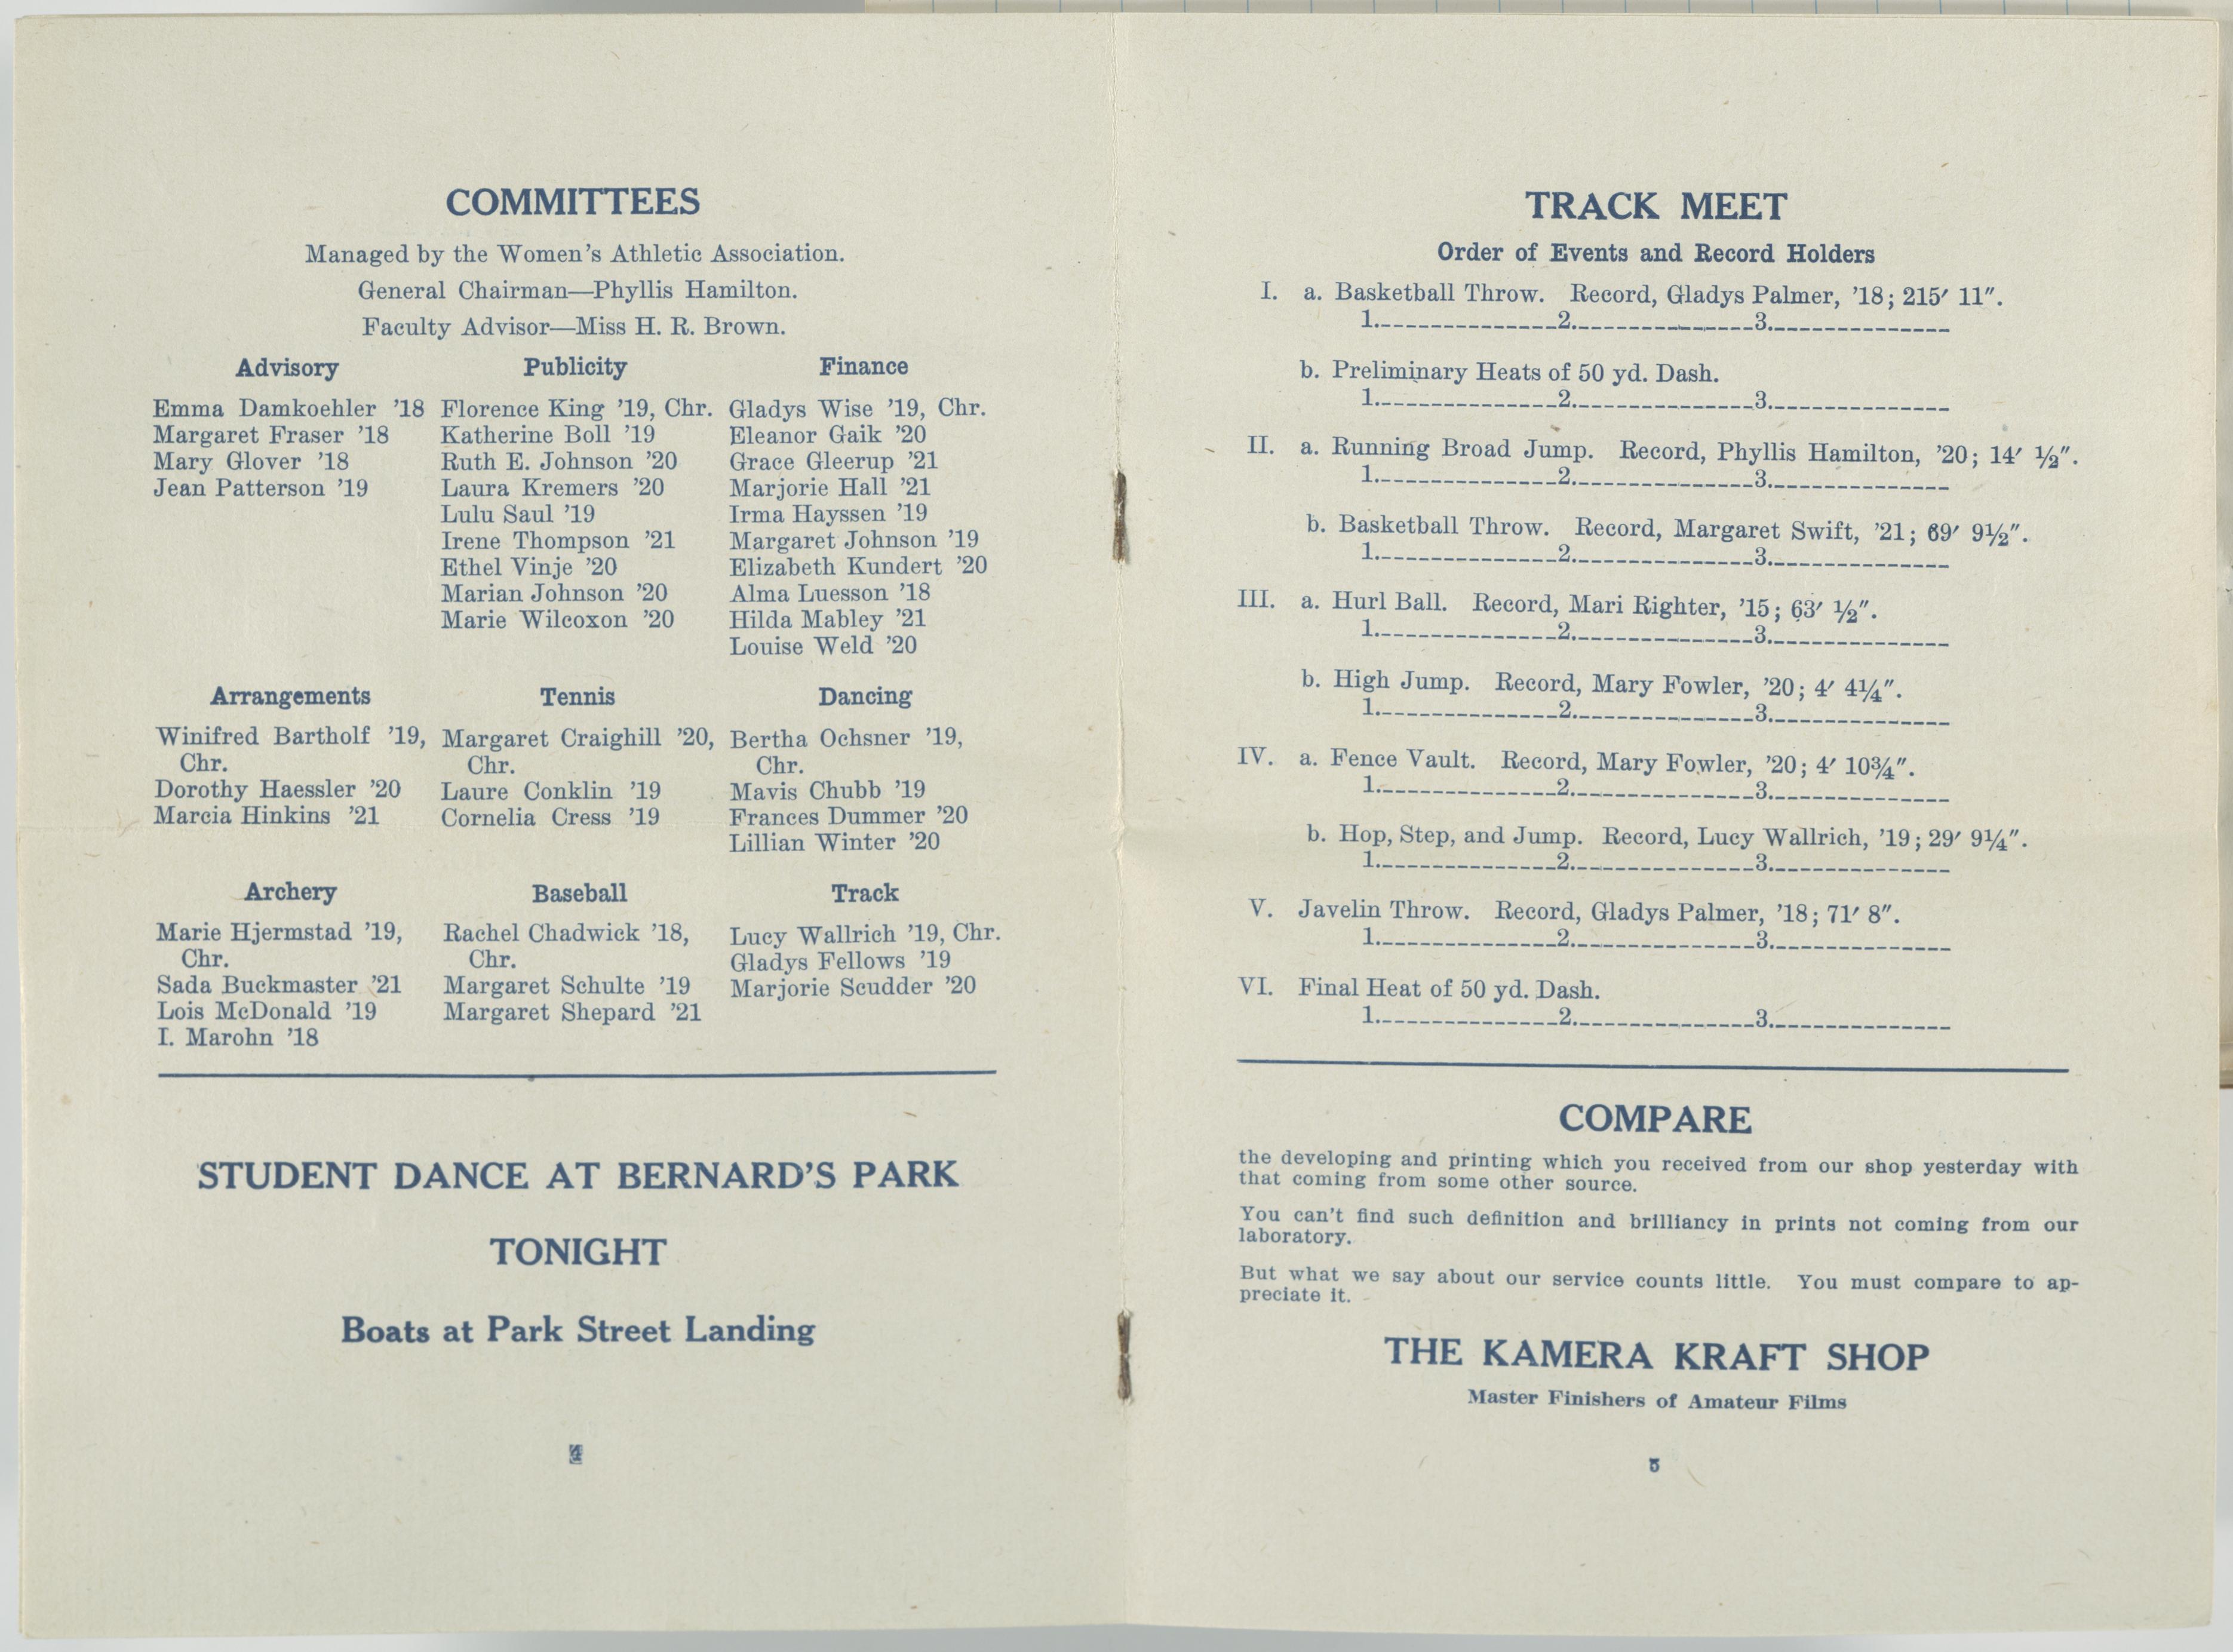 COMMITTEES
Managed by the Women's Athletic Association.
General Chairman—Phyllis Hamilton.
Faculty Advisor—Miss H. R. Brown.
Advisory
Emma Damkoehler '18
Margaret Fraser '18
Mary Glover '18
Jean Patterson '19
Publicity
Florence King '19, Chr.
Katherine Boll '19
Ruth E. Johnson '20
Laura Kremers '20
Lulu Saul '19
Irene Thompson '21
Ethel Vinje '20
Marian Johnson '20
Marie Wilcoxon '20
Finance
Gladys Wise '19, Chr.
Eleanor Gaik '20
Grace Gleerup '21
Marjorie Hall '21
Irma Hayssen '19
Margaret Johnson '19
Elizabeth Kundert '20
Alma Luesson '18
Hilda Mabley '21
Louise Weld '20
Arrangements
Winifred Bartholf '19,
Chr.
Dorothy Haessler '20
Marcia Hinkins '21
Tennis
Margaret Craighill '20,
Chr.
Laure Conklin '19
Cornelia Cress '19
Dancing
Bertha Ochsner '19,
Chr.
Mavis Chubb '19
Frances Dummer '20
Lillian Winter '20
Archery
Marie Hjermstad '19,
Chr.
Sada Buckmaster '21
Lois McDonald '19
I. Marohn '18
Baseball
Rachel Chadwick '18,
Chr.
Margaret Schulte '19
Margaret Shepard '21
Track
Lucy Wallrich '19, Chr.
Gladys Fellows '19
Marjorie Scudder '20
STUDENT DANCE AT BERNARD'S PARK
TONIGHT
Boats at Park Street Landing
4
TRACK MEET
Order of Events and Record Holders
I. a. Basketball Throw. Record, Gladys Palmer, '18; 215′ 11″.
1.______________2.______________3.______________
b. Preliminary Heats of 50 yd. Dash.
1.______________2.______________3.______________
II. a. Running Broad Jump. Record, Phyllis Hamilton, '20; 14′ ½″.
1.______________2.______________3.______________
b. Basketball Throw. Record, Margaret Swift, '21; 69′ 9½″.
1.______________2.______________3.______________
III. a. Hurl Ball. Record, Mari Righter, '15; 63′ ½″.
1.______________2.______________3.______________
b. High Jump. Record, Mary Fowler, '20; 4′ 4¼″.
1.______________2.______________3.______________
IV. a. Fence Vault. Record, Mary Fowler, '20; 4′ 10¾″.
1.______________2.______________3.______________
b. Hop, Step, and Jump. Record, Lucy Wallrich, '19; 29′ 9¼″.
1.______________2.______________3.______________
V. Javelin Throw. Record, Gladys Palmer, '18; 71′ 8″.
1.______________2.______________3.______________
VI. Final Heat of 50 yd. Dash.
1.______________2.______________3.______________
COMPARE
the developing and printing which you received from our shop yesterday with
that coming from some other source.
You can't find such definition and brilliancy in prints not coming from our
laboratory.
But what we say about our service counts little. You must compare to ap-
preciate it.
THE KAMERA KRAFT SHOP
Master Finishers of Amateur Films
5